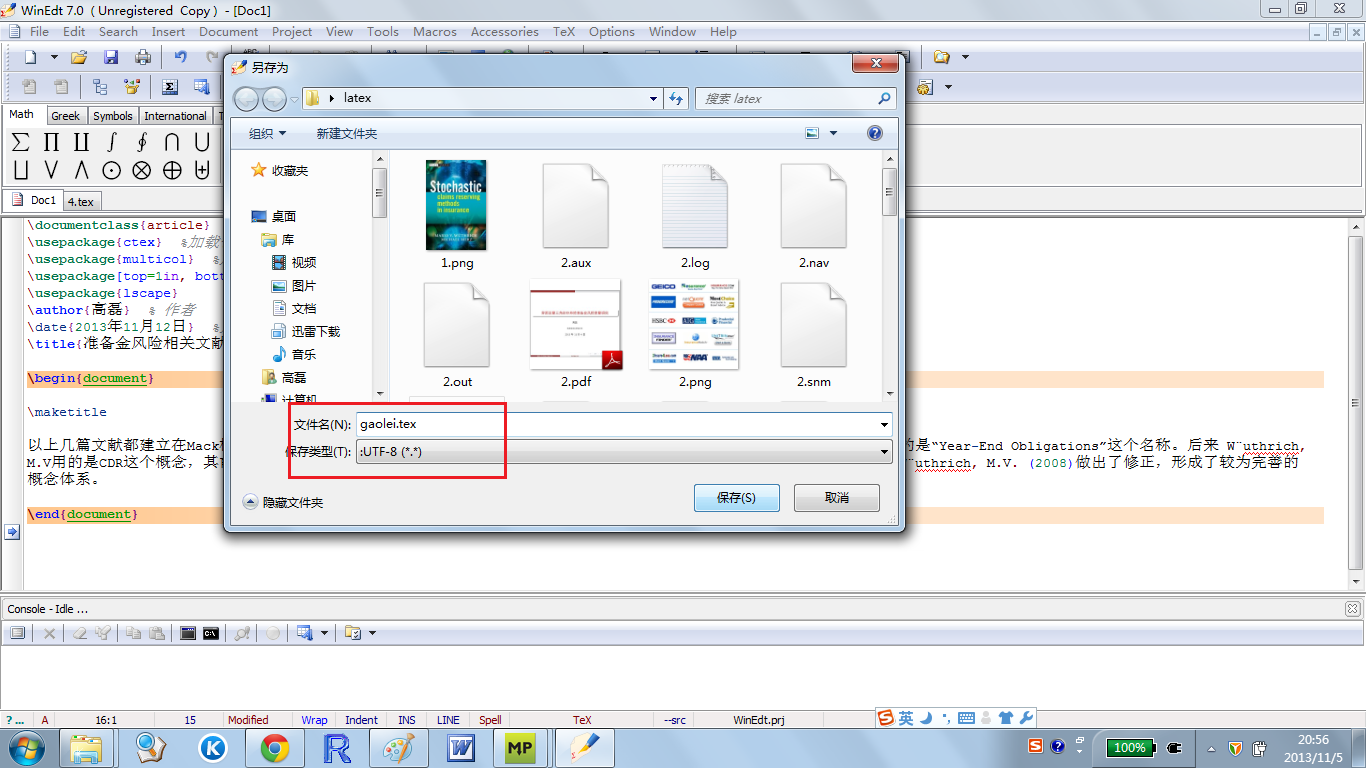 WinEdt 7.0 ( Unregistered Copy ) - [Doc1]
File Edit Search Insert Document Project View Tools Macros Accessories TeX Options Window Help
另存为
latex
搜索 latex
组织
新建文件夹
Math Greek Symbols International
∑ ∏ ∐ ∫ ∮ ∩ ∪
⊔ ∨ ∧ ⊙ ⊗ ⊕ ⊎
Doc1 4.tex
收藏夹
桌面
库
视频
图片
文档
迅雷下载
音乐
高磊
计算机
Stochastic
claims reserving
methods
in insurance
1.png 2.aux 2.log 2.nav
GEICO
HSBC
2.out 2.pdf 2.png 2.snm
文件名(N): gaolei.tex
保存类型(T): :UTF-8 (*.*)
隐藏文件夹
保存(S) 取消
\documentclass{article}
\usepackage{ctex} %加载
\usepackage{multicol} %
\usepackage[top=1in, bott
\usepackage{lscape}
\author{高磊} % 作者
\date{2013年11月12日} %
\title{准备金风险相关文献
\begin{document}
\maketitle
以上几篇文献都建立在Mack 的是“Year-End Obligations”这个名称。后来 W¨uthrich,
M.V用的是CDR这个概念，其 ¨uthrich, M.V. (2008)做出了修正，形成了较为完善的
概念体系。
\end{document}
Console - Idle ...
? ... A 16:1 15 Modified Wrap Indent INS LINE Spell TeX --src WinEdt.prj
英
K R W MP
100%
20:56
2013/11/5